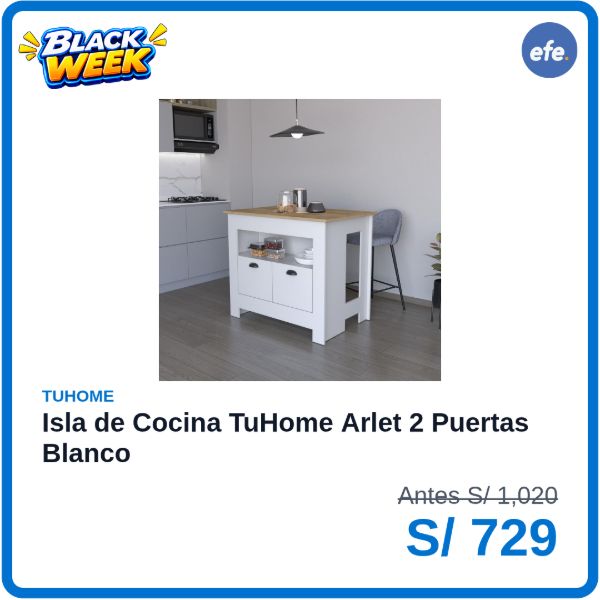 BLACK
WEEK
efe.
TUHOME
Isla de Cocina TuHome Arlet 2 Puertas
Blanco
Antes S/ 1,020
S/ 729